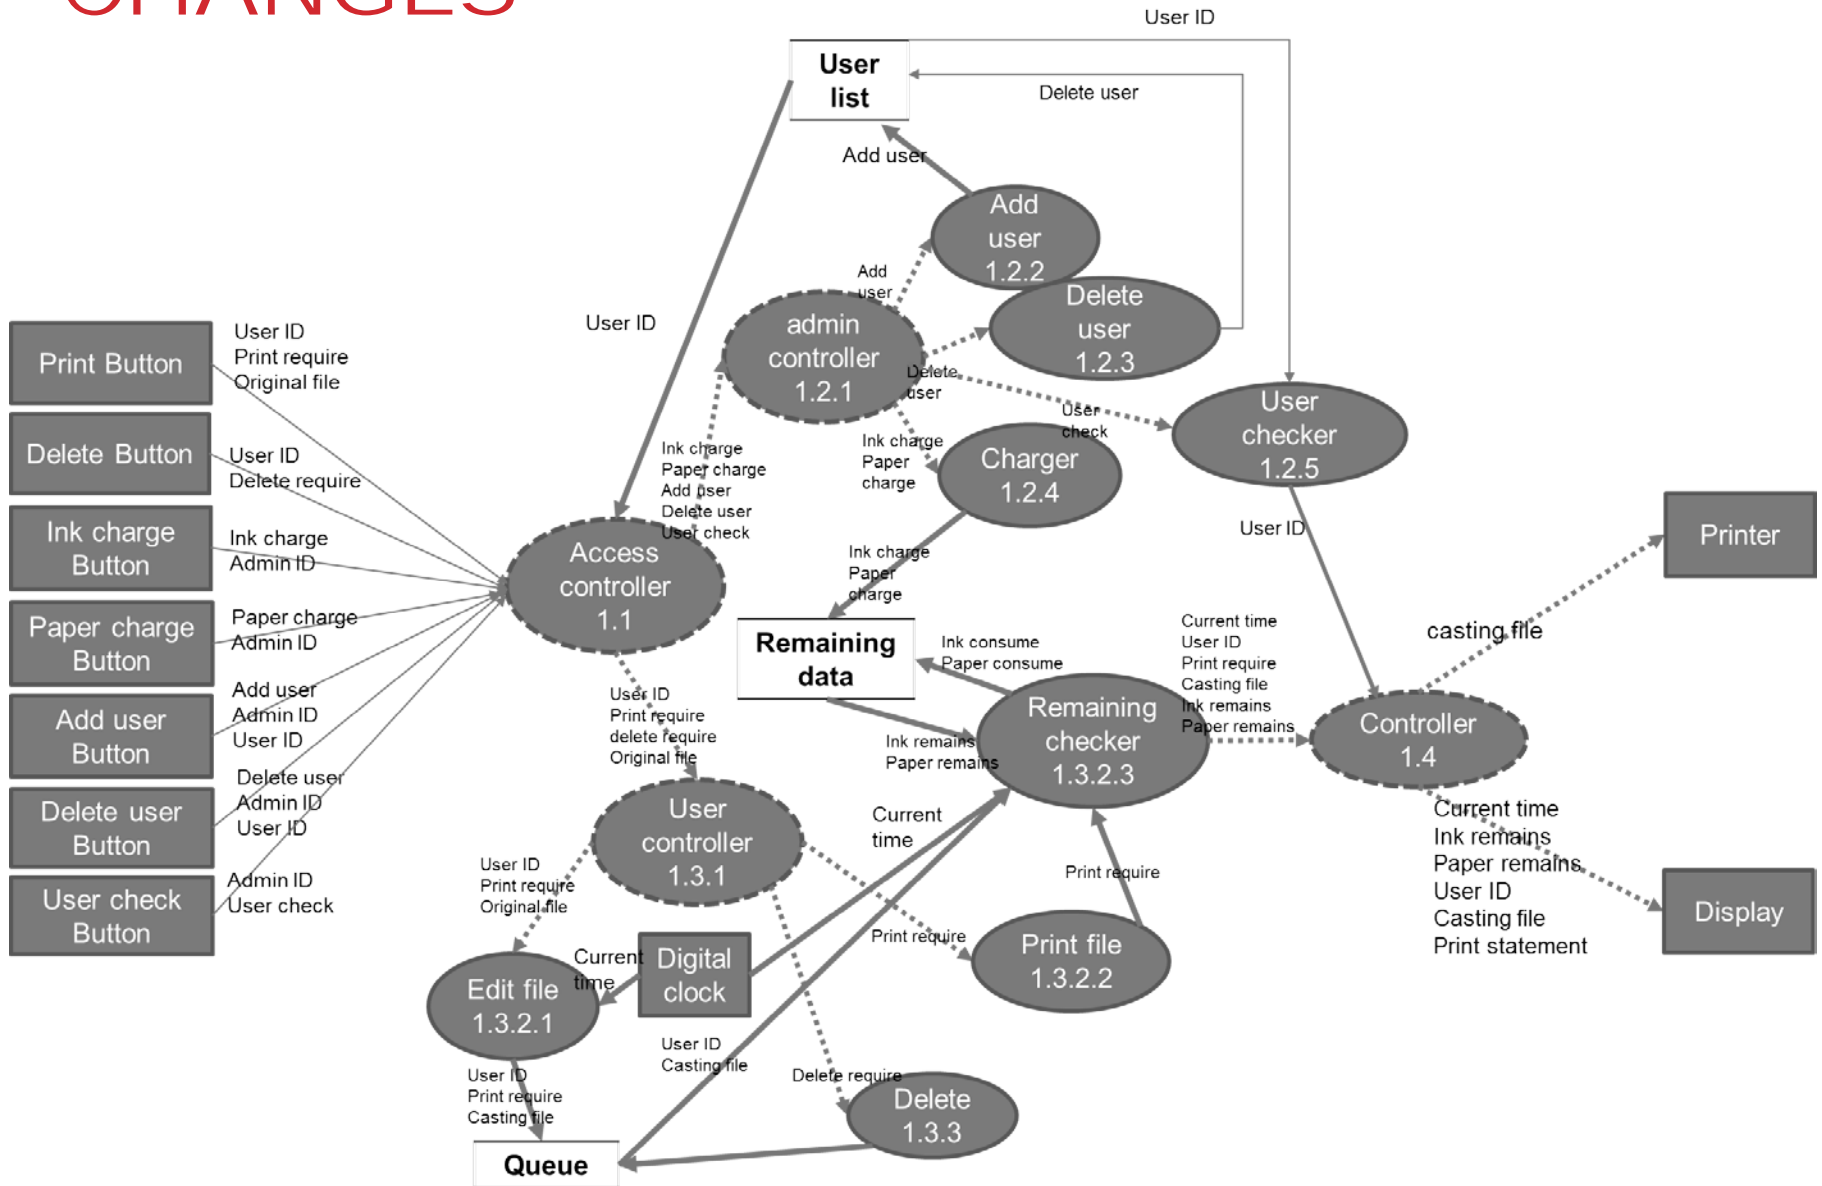 CHANGES
User ID
User
list
Delete user
Add user
Add
user
1.2.2
Add
user
Delete
user
1.2.3
User ID
admin
controller
1.2.1
Delete
user
User
check
User
checker
1.2.5
Print Button
User ID
Print require
Original file
Delete Button
User ID
Delete require
Ink charge
Button
Ink charge
Admin ID
Paper charge
Button
Paper charge
Admin ID
Add user
Button
Add user
Admin ID
User ID
Delete user
Button
Delete user
Admin ID
User ID
User check
Button
Admin ID
User check
Ink charge
Paper charge
Add user
Delete user
User check
Access
controller
1.1
Ink charge
Paper
charge
Charger
1.2.4
Ink charge
Paper
charge
User ID
Printer
casting file
Remaining
data
Ink consume
Paper consume
Ink remains
Paper remains
Remaining
checker
1.3.2.3
Current time
User ID
Print require
Casting file
Ink remains
Paper remains
Controller
1.4
Current time
Ink remains
Paper remains
User ID
Casting file
Print statement
Display
User ID
Print require
delete require
Original file
User
controller
1.3.1
Current
time
Print require
Print require
Print file
1.3.2.2
User ID
Print require
Original file
Current
time
Digital
clock
Edit file
1.3.2.1
User ID
Casting file
Delete require
Delete
1.3.3
User ID
Print require
Casting file
Queue